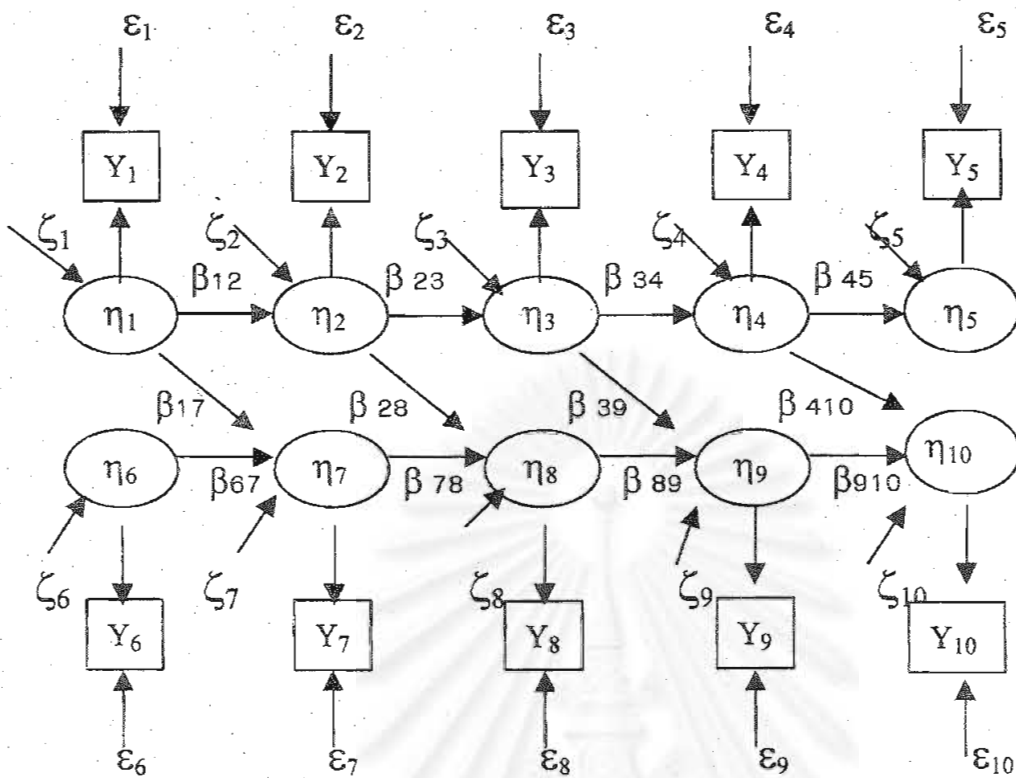 ε1 ε2 ε3 ε4 ε5
Y1 Y2 Y3 Y4 Y5
ζ1 ζ2 ζ3 ζ4 ζ5
β12 β 23 β 34 β 45
η1 η2 η3 η4 η5
β17 β 28 β 39 β 410
η6 η7 η8 η9 η10
β67 β 78 β 89 β910
ζ6 ζ7 ζ8 ζ9 ζ10
Y6 Y7 Y8 Y9 Y10
ε6 ε7 ε8 ε9 ε10